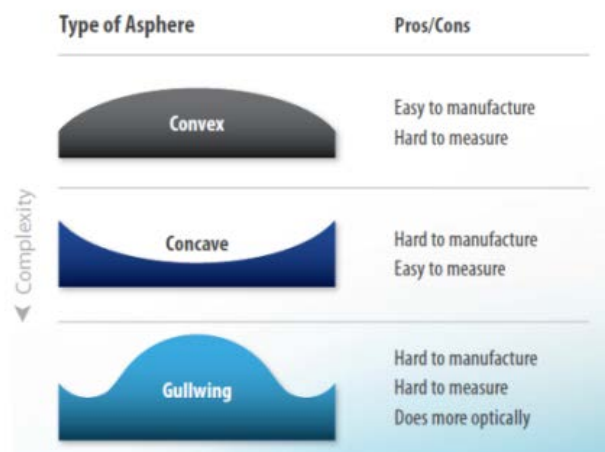 Type of Asphere
Pros/Cons
Convex
Easy to manufacture
Hard to measure
Complexity
Concave
Hard to manufacture
Easy to measure
Gullwing
Hard to manufacture
Hard to measure
Does more optically